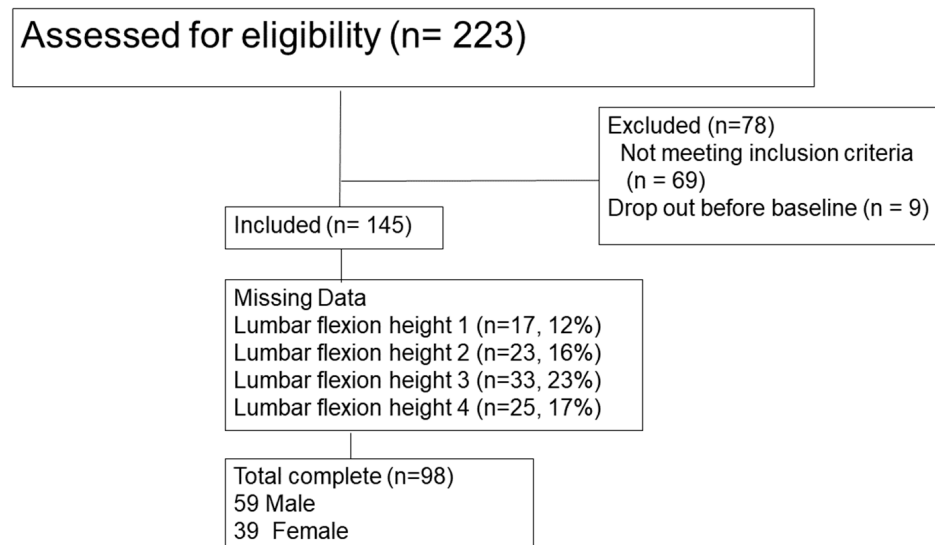 Assessed for eligibility (n= 223)
Excluded (n=78)
Not meeting inclusion criteria
(n = 69)
Drop out before baseline (n = 9)
Included (n= 145)
Missing Data
Lumbar flexion height 1 (n=17, 12%)
Lumbar flexion height 2 (n=23, 16%)
Lumbar flexion height 3 (n=33, 23%)
Lumbar flexion height 4 (n=25, 17%)
Total complete (n=98)
59 Male
39 Female